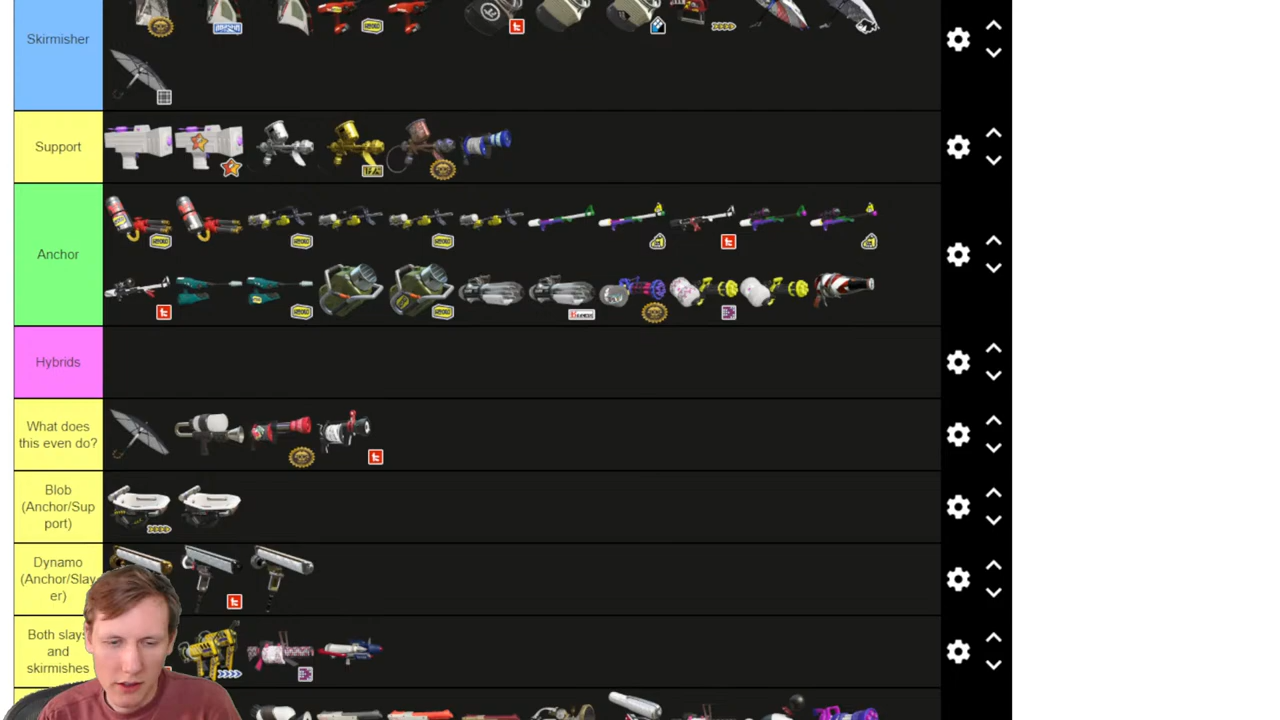 Skirmisher
Support
Anchor
Hybrids
What does
this even do?
Blob
(Anchor/Sup
port)
Dynamo
(Anchor/Slay
er)
Both slays
and
skirmishes